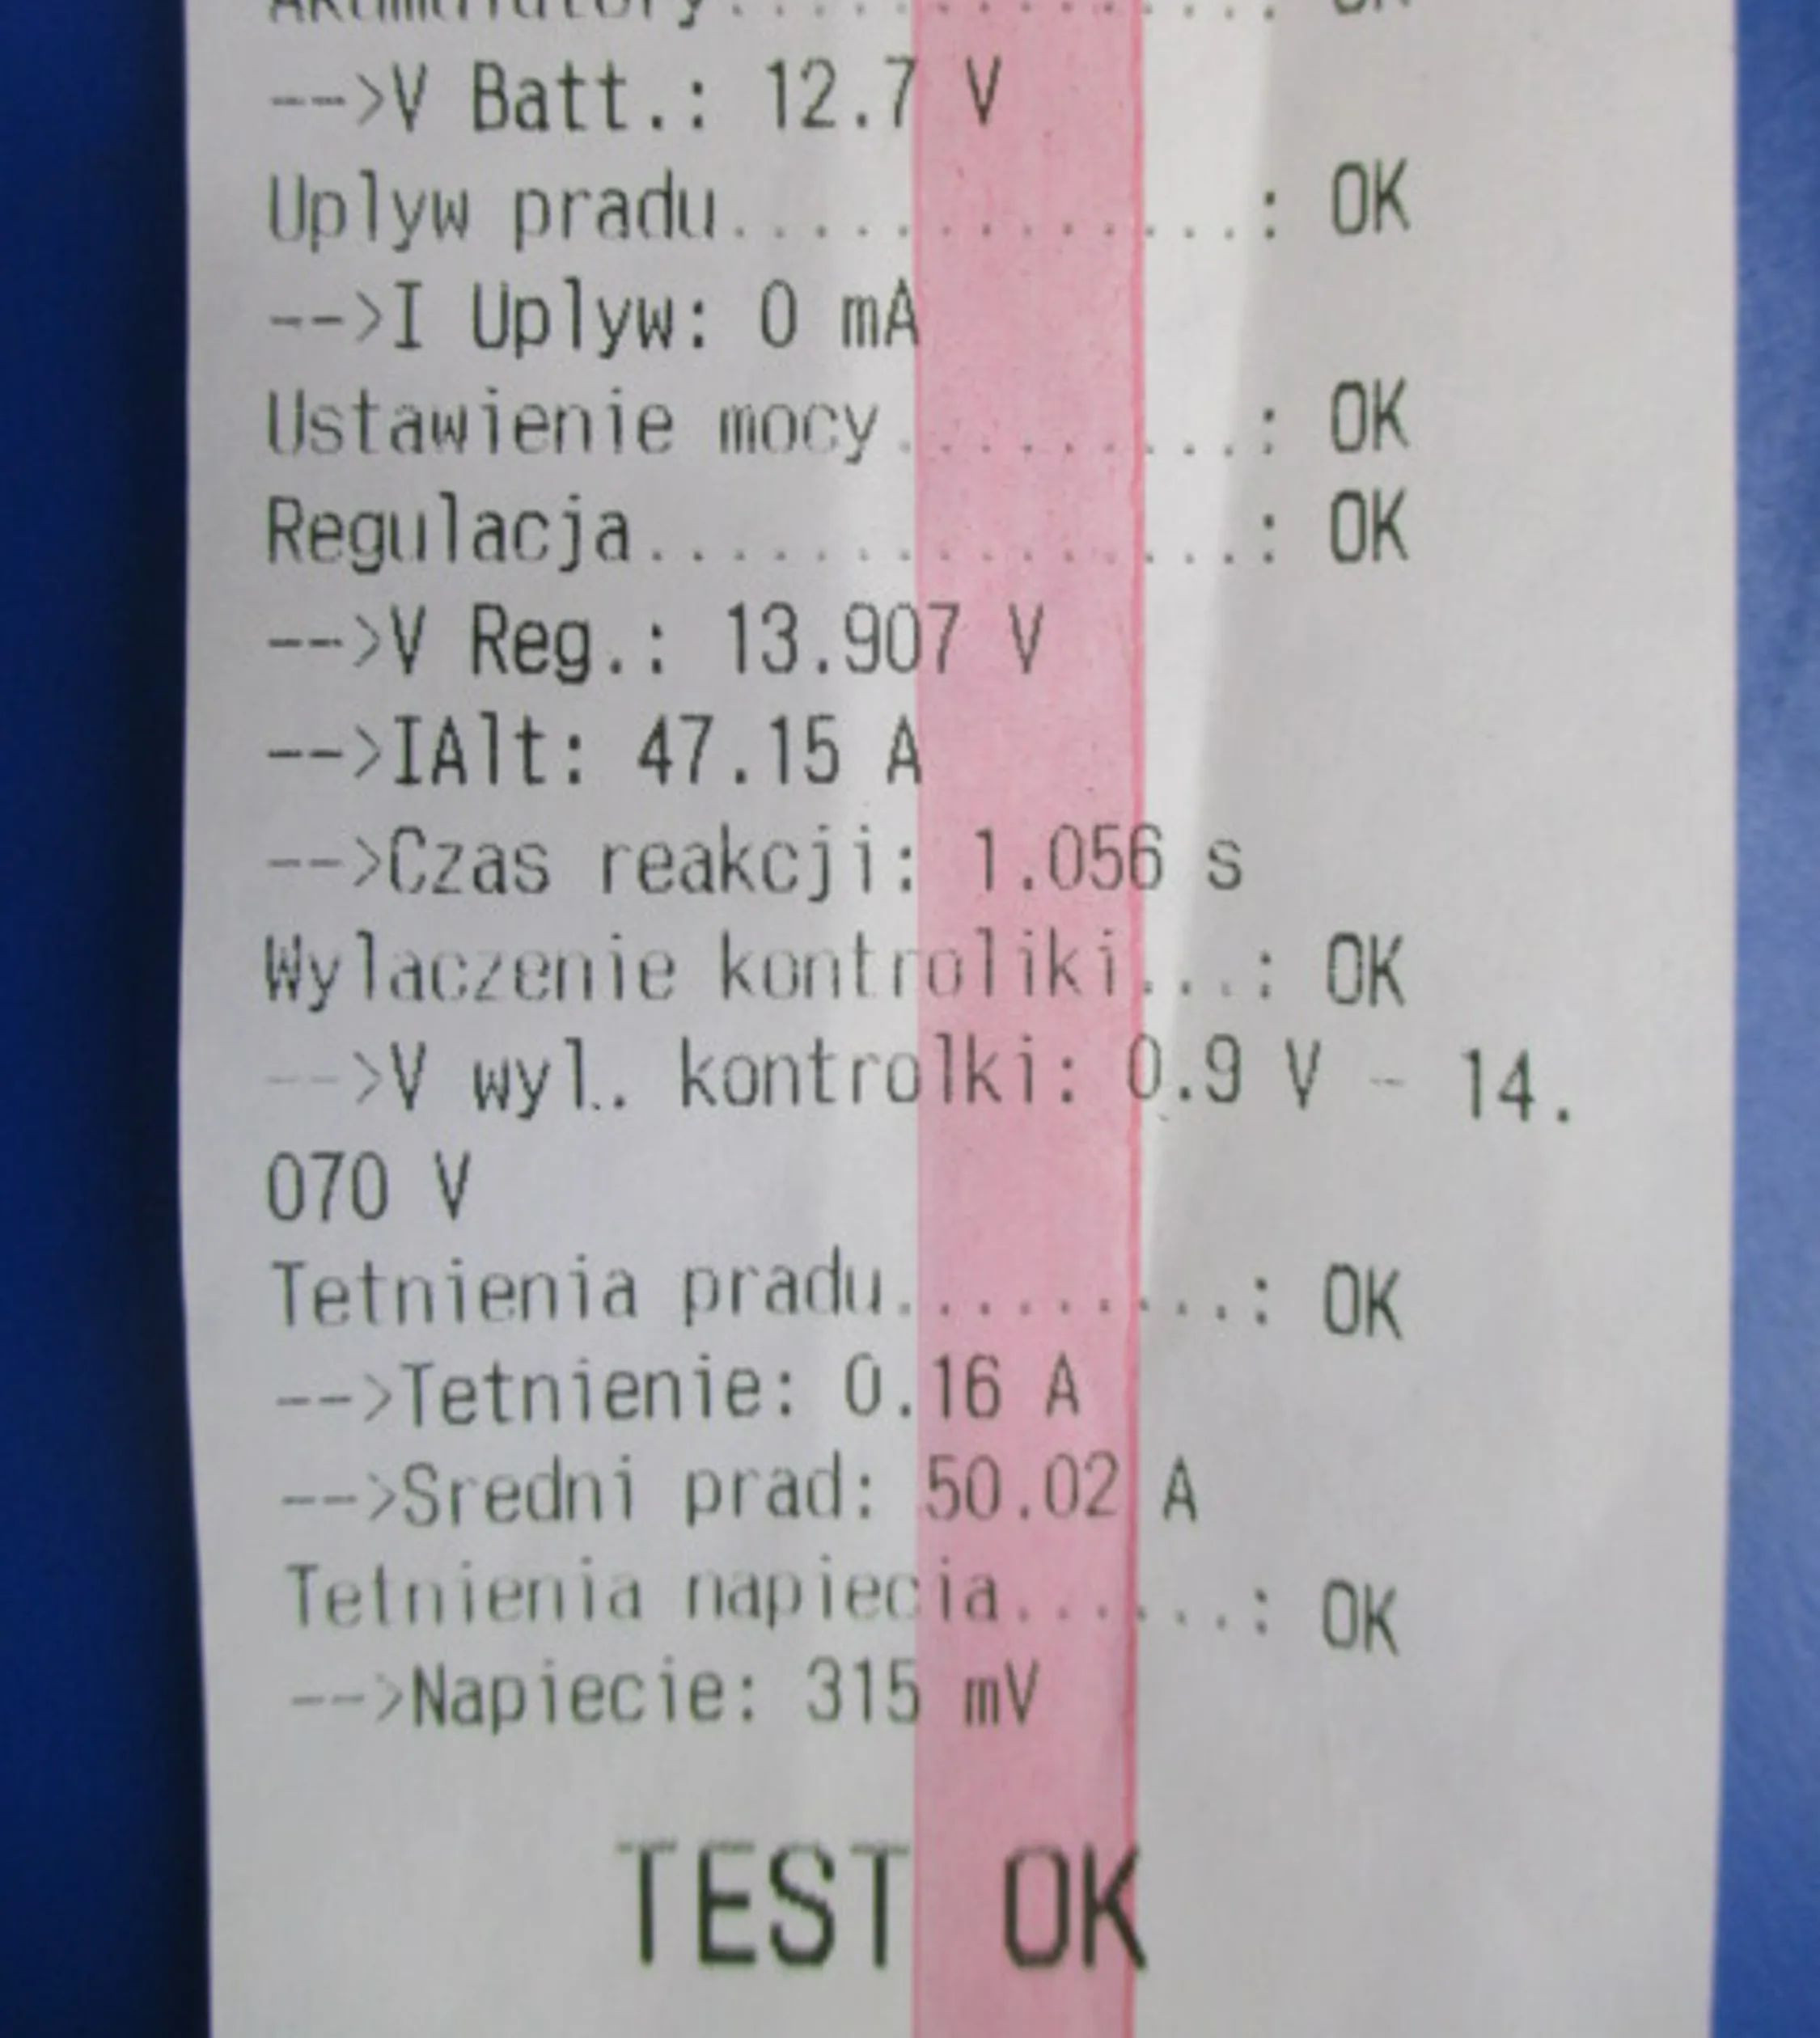 Akumulatory..............: OK
-->V Batt.: 12.7 V
Uplyw pradu.............: OK
-->I Uplyw: 0 mA
Ustawienie mocy.........: OK
Regulacja...............: OK
-->V Reg.: 13.907 V
-->IAlt: 47.15 A
-->Czas reakcji: 1.056 s
Wylaczenie kontroliki...: OK
-->V wyl.. kontrolki: 0.9 V - 14.
070 V
Tetnienia pradu.........: OK
-->Tetnienie: 0.16 A
-->Sredni prad: 50.02 A
Tetnienia napiecia......: OK
-->Napiecie: 315 mV
TEST OK